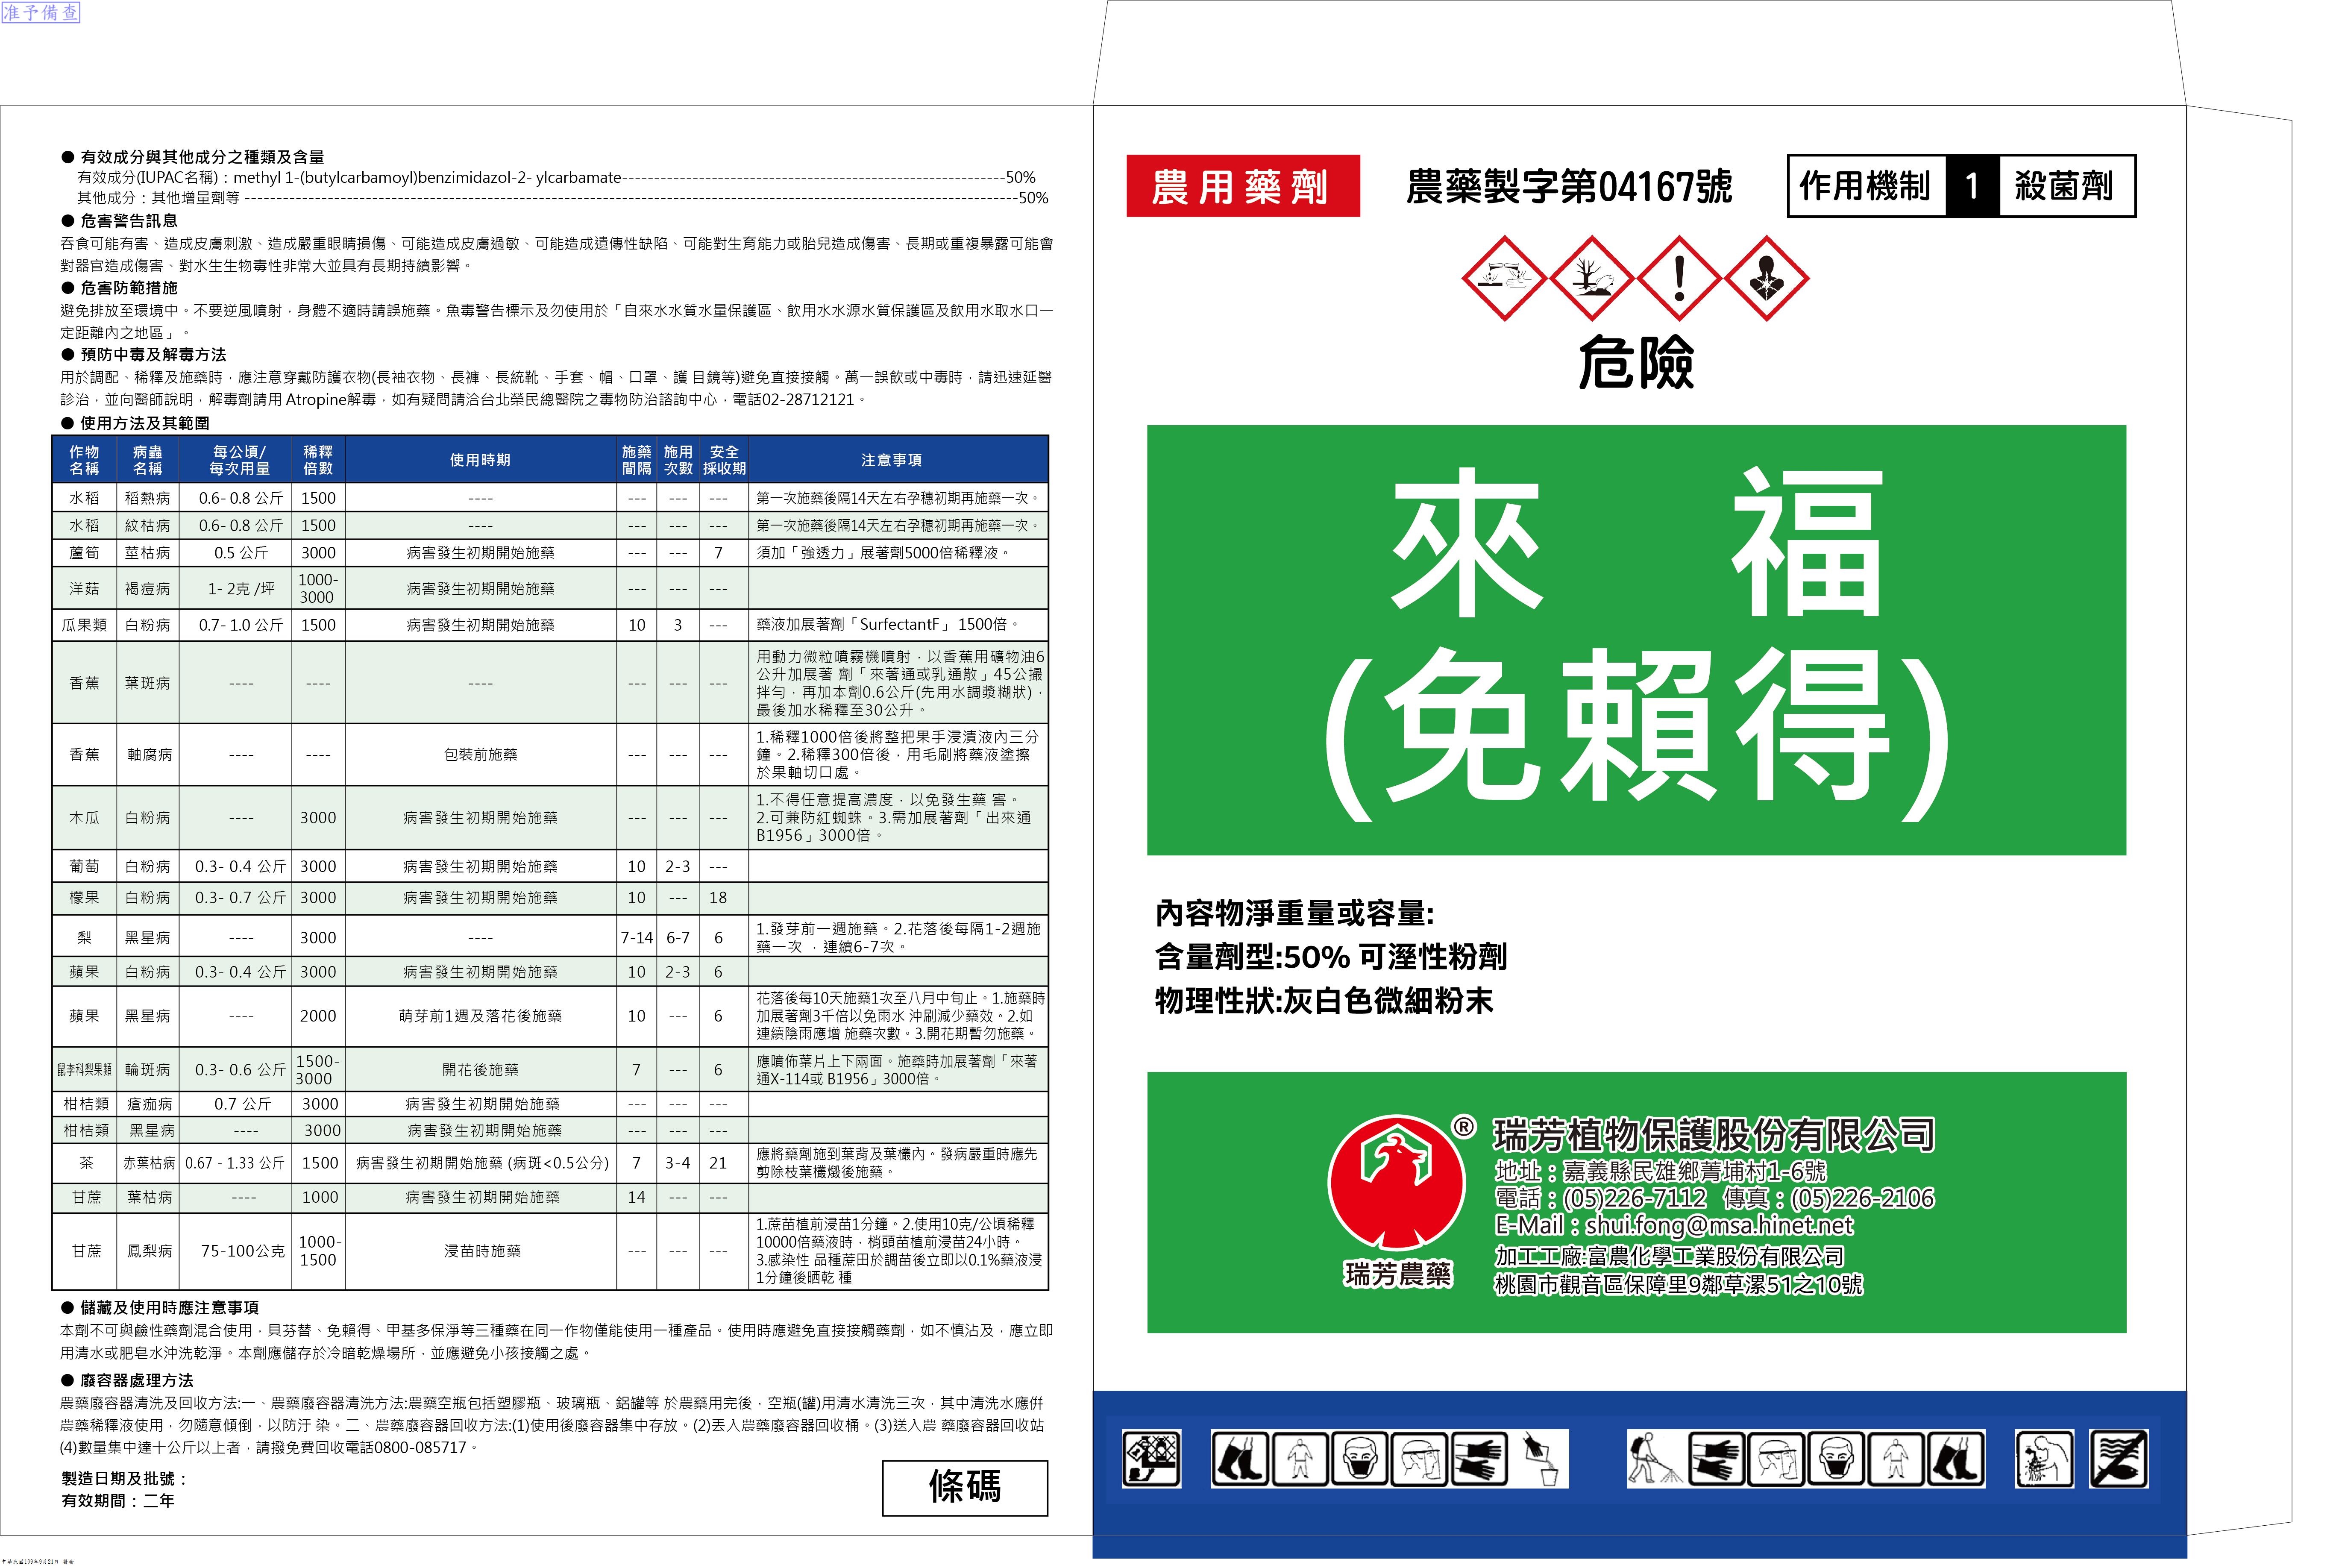 准予備查
● 有效成分與其他成分之種類及含量
有效成分(IUPAC名稱)：methyl 1-(butylcarbamoyl)benzimidazol-2- ylcarbamate------------------------------------------------------------50%
其他成分：其他增量劑等 ------------------------------------------------------------------------------------------------------------------------50%
● 危害警告訊息
吞食可能有害、造成皮膚刺激、造成嚴重眼睛損傷、可能造成皮膚過敏、可能造成遺傳性缺陷、可能對生育能力或胎兒造成傷害、長期或重複暴露可能會
對器官造成傷害、對水生生物毒性非常大並具有長期持續影響。
● 危害防範措施
避免排放至環境中。不要逆風噴射，身體不適時請誤施藥。魚毒警告標示及勿使用於「自來水水質水量保護區、飲用水水源水質保護區及飲用水取水口一
定距離內之地區」。
● 預防中毒及解毒方法
用於調配、稀釋及施藥時，應注意穿戴防護衣物(長袖衣物、長褲、長統靴、手套、帽、口罩、護 目鏡等)避免直接接觸。萬一誤飲或中毒時，請迅速延醫
診治，並向醫師說明，解毒劑請用 Atropine解毒，如有疑問請洽台北榮民總醫院之毒物防治諮詢中心，電話02-28712121。
● 使用方法及其範圍
作物名稱 病蟲名稱 每公頃/每次用量 稀釋倍數 使用時期 施藥間隔 施用次數 安全採收期 注意事項
水稻 稻熱病 0.6- 0.8 公斤 1500 ---- --- --- --- 第一次施藥後隔14天左右孕穗初期再施藥一次。
水稻 紋枯病 0.6- 0.8 公斤 1500 ---- --- --- --- 第一次施藥後隔14天左右孕穗初期再施藥一次。
蘆筍 莖枯病 0.5 公斤 3000 病害發生初期開始施藥 --- --- 7 須加「強透力」展著劑5000倍稀釋液。
洋菇 褐痘病 1- 2克 /坪 1000-3000 病害發生初期開始施藥 --- --- ---
瓜果類 白粉病 0.7- 1.0 公斤 1500 病害發生初期開始施藥 10 3 --- 藥液加展著劑「SurfectantF」 1500倍。
香蕉 葉斑病 ---- ---- ---- --- --- --- 用動力微粒噴霧機噴射，以香蕉用礦物油6
公升加展著 劑「來著通或乳通散」45公撮
拌勻，再加本劑0.6公斤(先用水調漿糊狀)，
最後加水稀釋至30公升。
香蕉 軸腐病 ---- ---- 包裝前施藥 --- --- --- 1.稀釋1000倍後將整把果手浸漬液內三分
鐘。2.稀釋300倍後，用毛刷將藥液塗擦
於果軸切口處。
木瓜 白粉病 ---- 3000 病害發生初期開始施藥 --- --- --- 1.不得任意提高濃度，以免發生藥 害。
2.可兼防紅蜘蛛。3.需加展著劑「出來通
B1956」3000倍。
葡萄 白粉病 0.3- 0.4 公斤 3000 病害發生初期開始施藥 10 2-3 ---
檬果 白粉病 0.3- 0.7 公斤 3000 病害發生初期開始施藥 10 --- 18
梨 黑星病 ---- 3000 ---- 7-14 6-7 6 1.發芽前一週施藥。2.花落後每隔1-2週施
藥一次 ，連續6-7次。
蘋果 白粉病 0.3- 0.4 公斤 3000 病害發生初期開始施藥 10 2-3 6
蘋果 黑星病 ---- 2000 萌芽前1週及落花後施藥 10 --- 6 花落後每10天施藥1次至八月中旬止。1.施藥時
加展著劑3千倍以免雨水 沖刷減少藥效。2.如
連續陰雨應增 施藥次數。3.開花期暫勿施藥。
鼠李科梨果類 輪斑病 0.3- 0.6 公斤 1500-3000 開花後施藥 7 --- 6 應噴佈葉片上下兩面。施藥時加展著劑「來著
通X-114或 B1956」3000倍。
柑桔類 瘡痂病 0.7 公斤 3000 病害發生初期開始施藥 --- --- ---
柑桔類 黑星病 ---- 3000 病害發生初期開始施藥 --- --- ---
茶 赤葉枯病 0.67 - 1.33 公斤 1500 病害發生初期開始施藥 (病斑<0.5公分) 7 3-4 21 應將藥劑施到葉背及葉欉內。發病嚴重時應先
剪除枝葉欉燬後施藥。
甘蔗 葉枯病 ---- 1000 病害發生初期開始施藥 14 --- ---
甘蔗 鳳梨病 75-100公克 1000-1500 浸苗時施藥 --- --- --- 1.蔗苗植前浸苗1分鐘。2.使用10克/公頃稀釋
10000倍藥液時，梢頭苗植前浸苗24小時。
3.感染性 品種蔗田於調苗後立即以0.1%藥液浸
1分鐘後晒乾 種
● 儲藏及使用時應注意事項
本劑不可與鹼性藥劑混合使用，貝芬替、免賴得、甲基多保淨等三種藥在同一作物僅能使用一種產品。使用時應避免直接接觸藥劑，如不慎沾及，應立即
用清水或肥皂水沖洗乾淨。本劑應儲存於冷暗乾燥場所，並應避免小孩接觸之處。
● 廢容器處理方法
農藥廢容器清洗及回收方法:一、農藥廢容器清洗方法:農藥空瓶包括塑膠瓶、玻璃瓶、鋁罐等 於農藥用完後，空瓶(罐)用清水清洗三次，其中清洗水應倂
農藥稀釋液使用，勿隨意傾倒，以防汙 染。二、農藥廢容器回收方法:(1)使用後廢容器集中存放。(2)丟入農藥廢容器回收桶。(3)送入農 藥廢容器回收站
(4)數量集中達十公斤以上者，請撥免費回收電話0800-085717。
製造日期及批號：
有效期間：二年
條碼
中華民國109年9月21日
農用藥劑
農藥製字第04167號
作用機制 1 殺菌劑
危險
來 福
(免賴得)
內容物淨重量或容量:
含量劑型:50% 可溼性粉劑
物理性狀:灰白色微細粉末
®
瑞芳農藥
瑞芳植物保護股份有限公司
地址：嘉義縣民雄鄉菁埔村1-6號
電話：(05)226-7112 傳真：(05)226-2106
E-Mail：shui.fong@msa.hinet.net
加工工廠:富農化學工業股份有限公司
桃園市觀音區保障里9鄰草漯51之10號